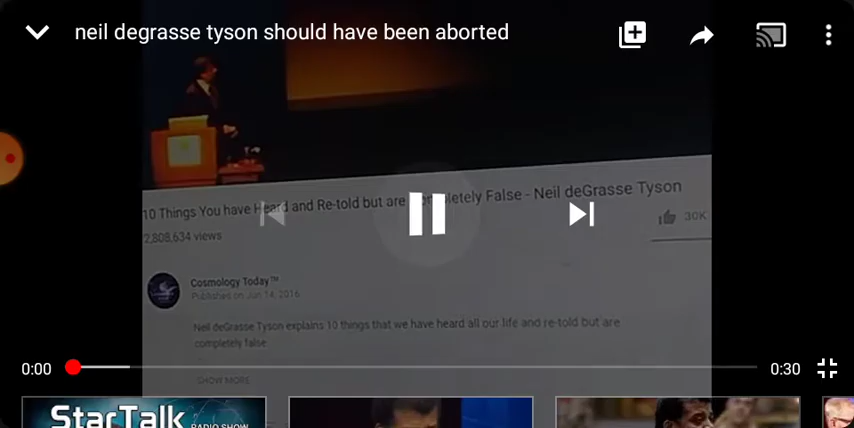 neil degrasse tyson should have been aborted
10 Things You have Heard and Re-told but are Completely False - Neil deGrasse Tyson
2,808,634 views
30K
Cosmology Today™
Published on Jun 14, 2016
Neil deGrasse Tyson explains 10 things that we have heard all our life and re-told but are
completely false
SHOW MORE
0:00
0:30
StarTalk
RADIO SHOW